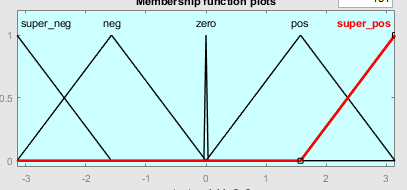 Membership function plots
super_neg neg zero pos super_pos
1
0.5
0
-3 -2 -1 0 1 2 3